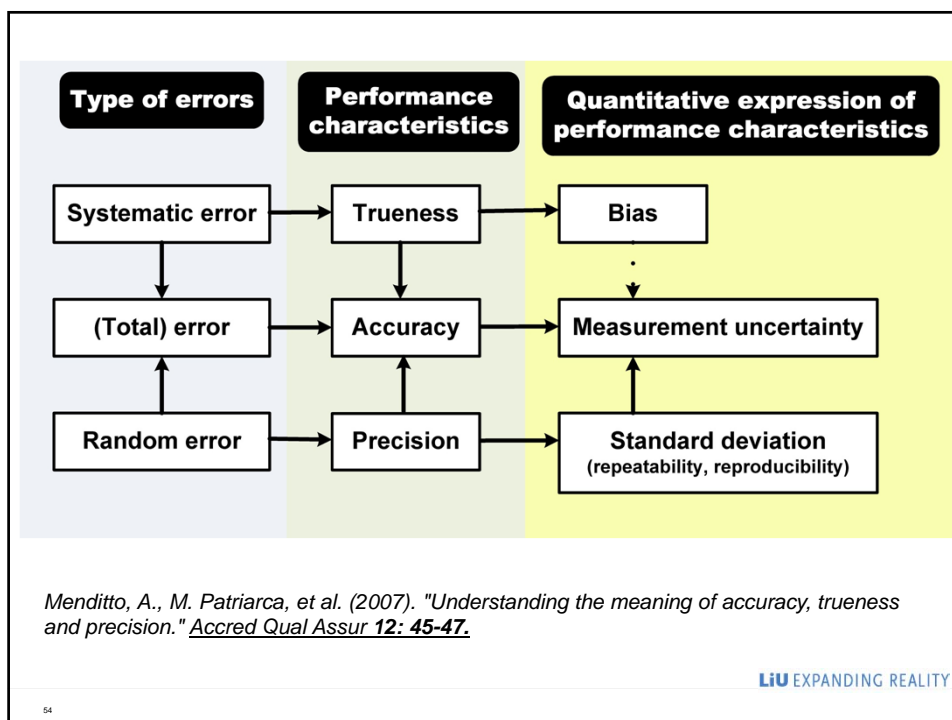 Type of errors
Performance
characteristics
Quantitative expression of
performance characteristics
Systematic error
Trueness
Bias
(Total) error
Accuracy
Measurement uncertainty
Random error
Precision
Standard deviation
(repeatability, reproducibility)
Menditto, A., M. Patriarca, et al. (2007). "Understanding the meaning of accuracy, trueness
and precision." Accred Qual Assur 12: 45-47.
LiU EXPANDING REALITY
54